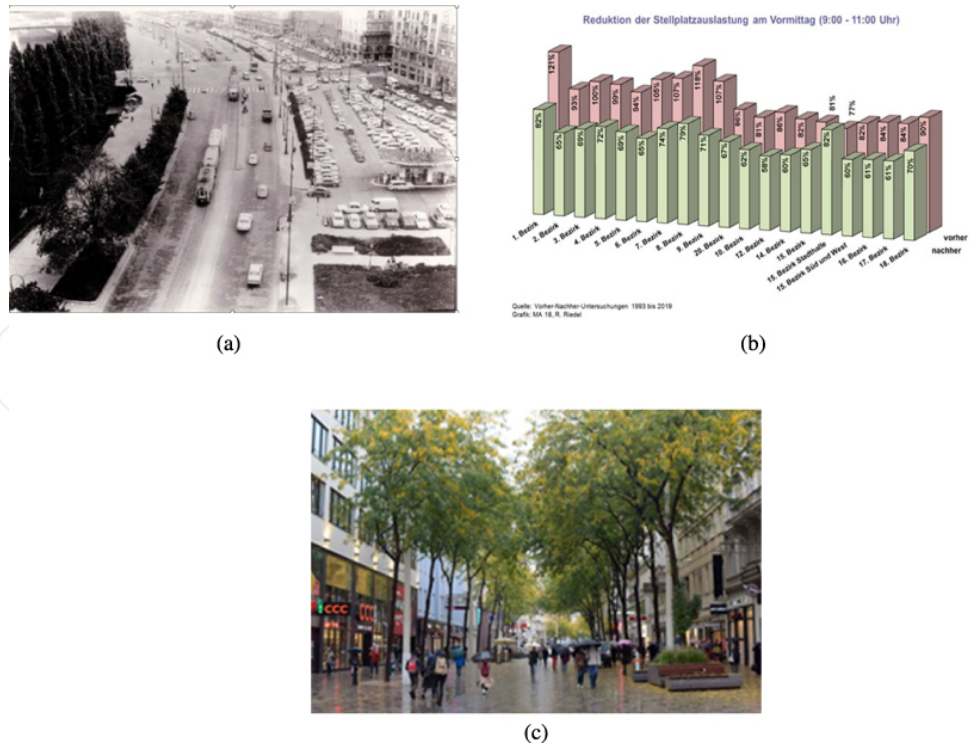 Reduktion der Stellplatzauslastung am Vormittag (9:00 - 11:00 Uhr)
121%
93%
100%
99%
94%
105%
107%
118%
107%
86%
81%
86%
82%
81%
77%
82%
84%
84%
90%
82%
65%
69%
72%
69%
65%
74%
79%
71%
67%
62%
58%
60%
65%
82%
60%
61%
61%
70%
1. Bezirk
2. Bezirk
3. Bezirk
4. Bezirk
5. Bezirk
6. Bezirk
7. Bezirk
8. Bezirk
9. Bezirk
20. Bezirk
10. Bezirk
12. Bezirk
14. Bezirk
15. Bezirk
15. Bezirk Stadthalle
15. Bezirk Süd und West
16. Bezirk
17. Bezirk
18. Bezirk
vorher
nachher
Quelle: Vorher-Nachher-Untersuchungen 1993 bis 2019
Grafik: MA 18, R. Riedel
(a)
(b)
CCC
CCC
(c)